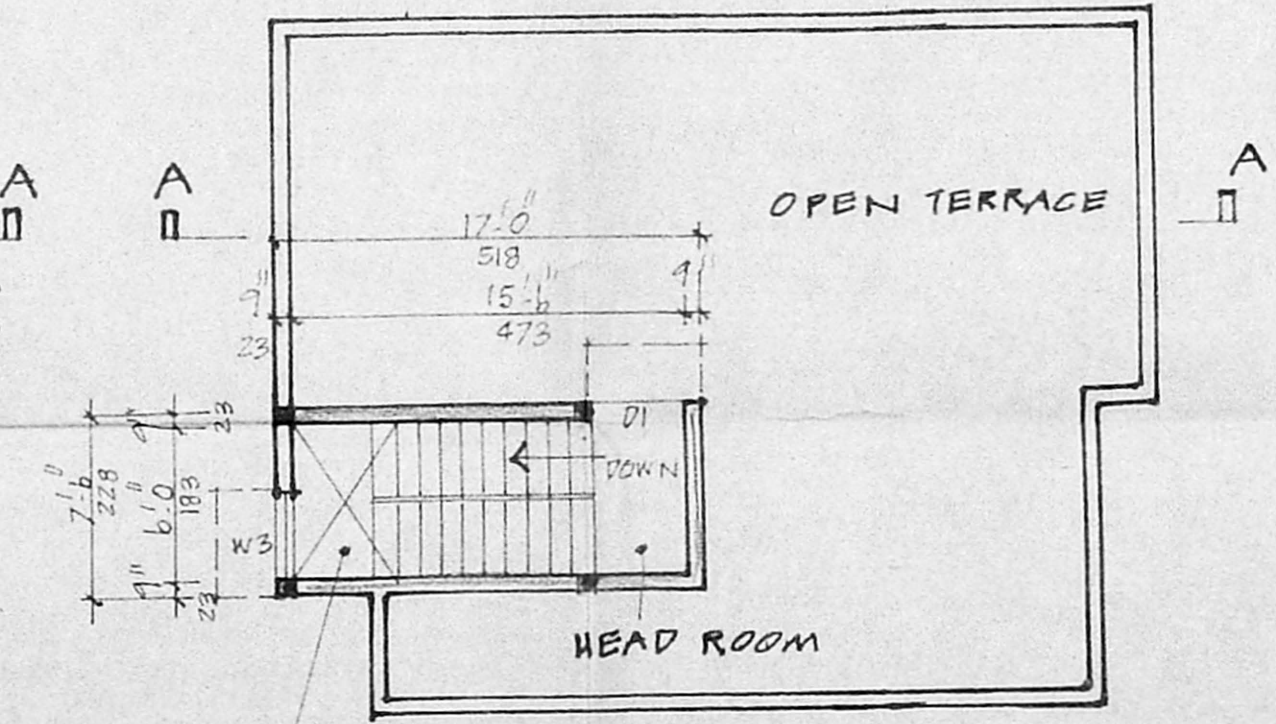 A
A
A
OPEN TERRACE
17'-0"
518
9"
15'-6"
9"
473
23
23
9"
D1
DOWN
7'-6"
228
6'-0"
183
W3
9"
23
HEAD ROOM